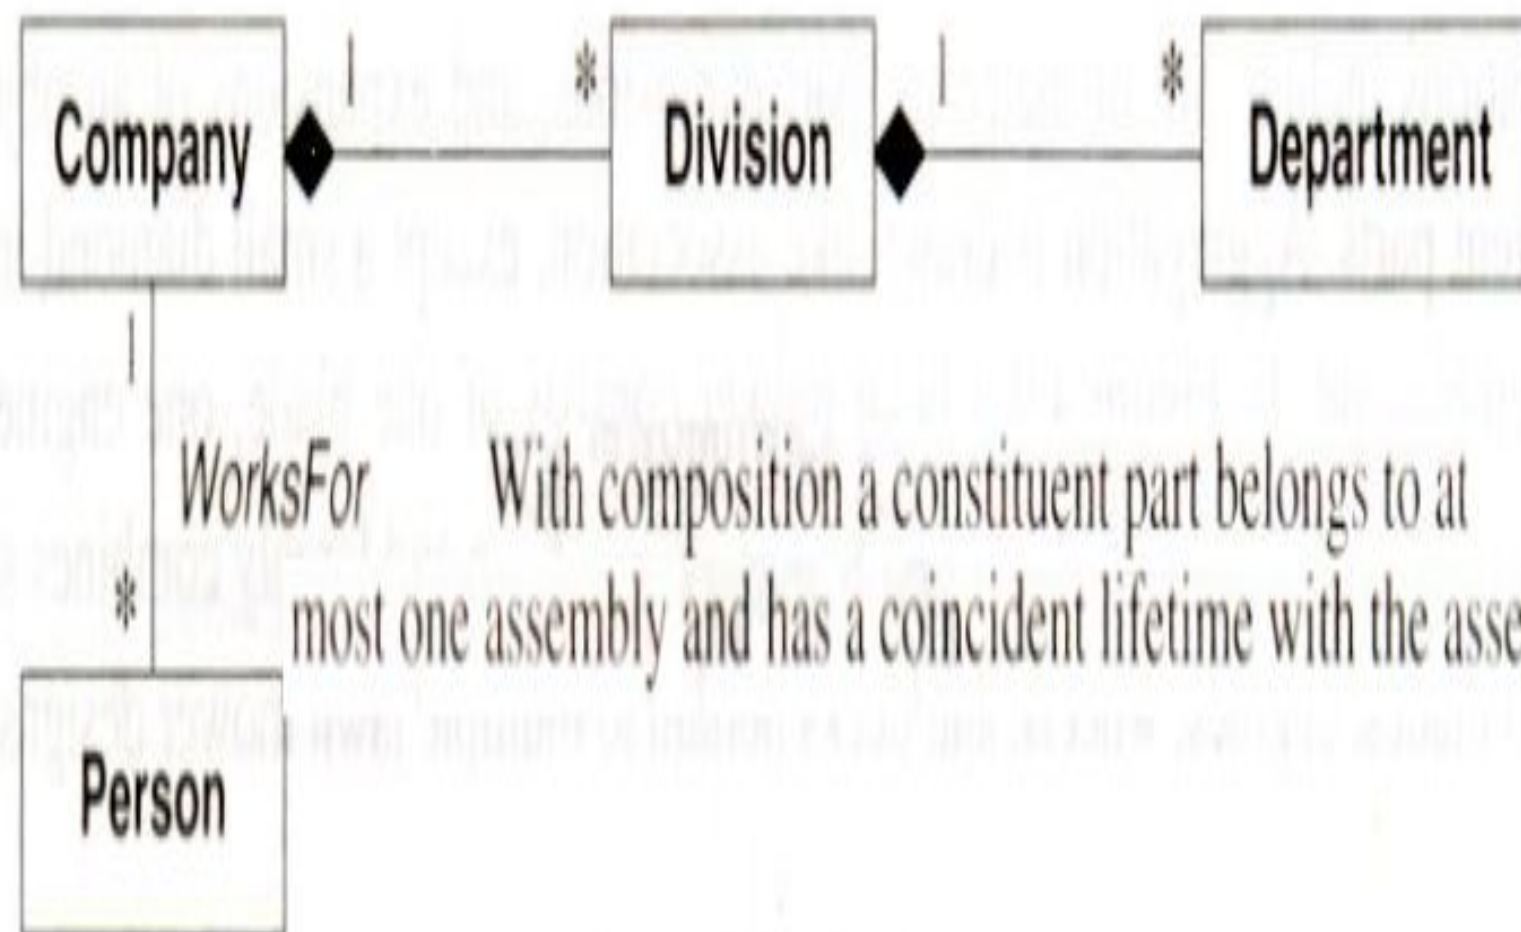 1 * 1 *
Company Division Department
1
WorksFor
With composition a constituent part belongs to at
*
most one assembly and has a coincident lifetime with the asse
Person